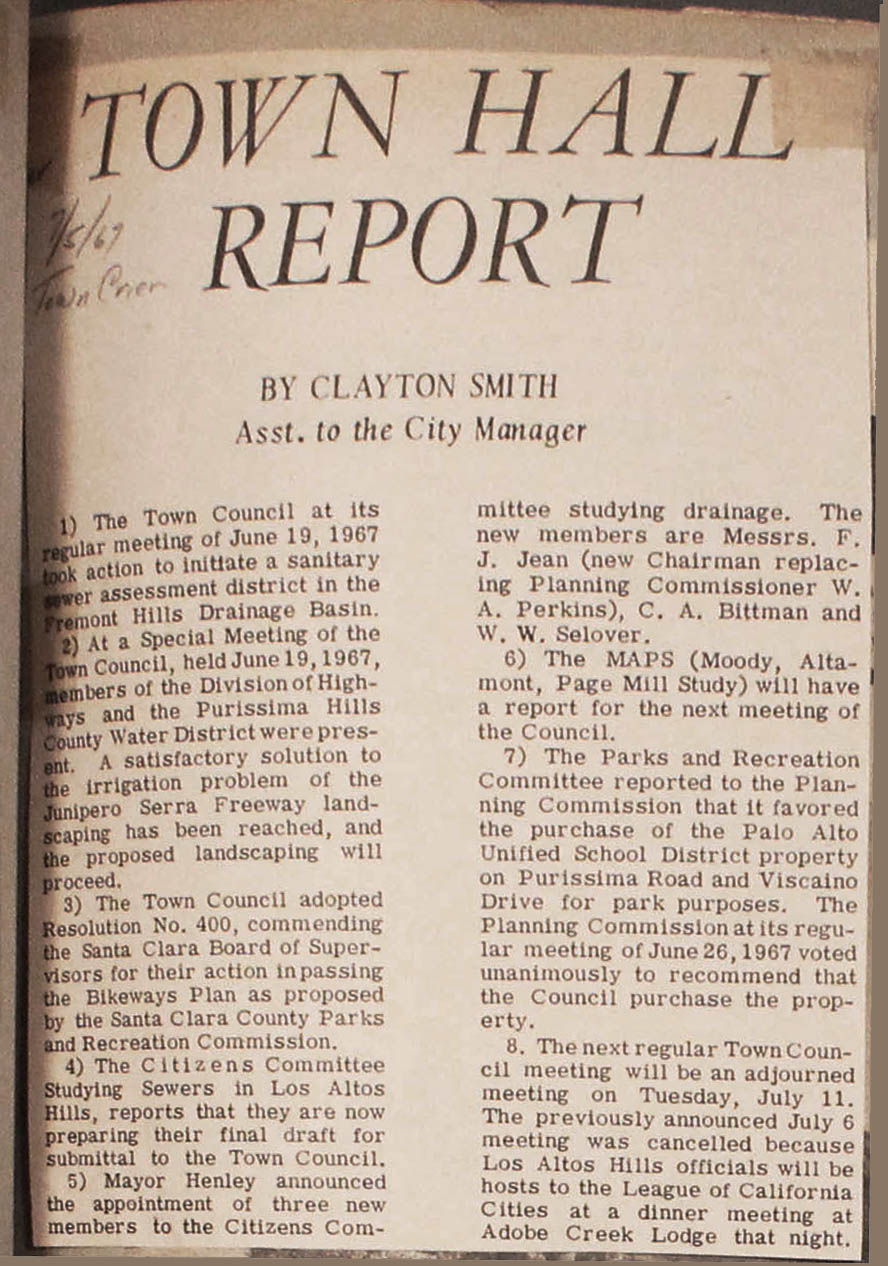 TOWN HALL
REPORT
7/5/67
Town Crier
BY CLAYTON SMITH
Asst. to the City Manager
1) The Town Council at its
regular meeting of June 19, 1967
took action to initiate a sanitary
sewer assessment district in the
Fremont Hills Drainage Basin.
2) At a Special Meeting of the
Town Council, held June 19, 1967,
members of the Division of High-
ways and the Purissima Hills
County Water District were pres-
ent. A satisfactory solution to
the irrigation problem of the
Junipero Serra Freeway land-
scaping has been reached, and
the proposed landscaping will
proceed.
3) The Town Council adopted
Resolution No. 400, commending
the Santa Clara Board of Super-
visors for their action in passing
the Bikeways Plan as proposed
by the Santa Clara County Parks
and Recreation Commission.
4) The Citizens Committee
Studying Sewers in Los Altos
Hills, reports that they are now
preparing their final draft for
submittal to the Town Council.
5) Mayor Henley announced
the appointment of three new
members to the Citizens Com-
mittee studying drainage. The
new members are Messrs. F.
J. Jean (new Chairman replac-
ing Planning Commissioner W.
A. Perkins), C. A. Bittman and
W. W. Selover.
6) The MAPS (Moody, Alta-
mont, Page Mill Study) will have
a report for the next meeting of
the Council.
7) The Parks and Recreation
Committee reported to the Plan-
ning Commission that it favored
the purchase of the Palo Alto
Unified School District property
on Purissima Road and Viscaino
Drive for park purposes. The
Planning Commission at its regu-
lar meeting of June 26, 1967 voted
unanimously to recommend that
the Council purchase the prop-
erty.
8. The next regular Town Coun-
cil meeting will be an adjourned
meeting on Tuesday, July 11.
The previously announced July 6
meeting was cancelled because
Los Altos Hills officials will be
hosts to the League of California
Cities at a dinner meeting at
Adobe Creek Lodge that night.